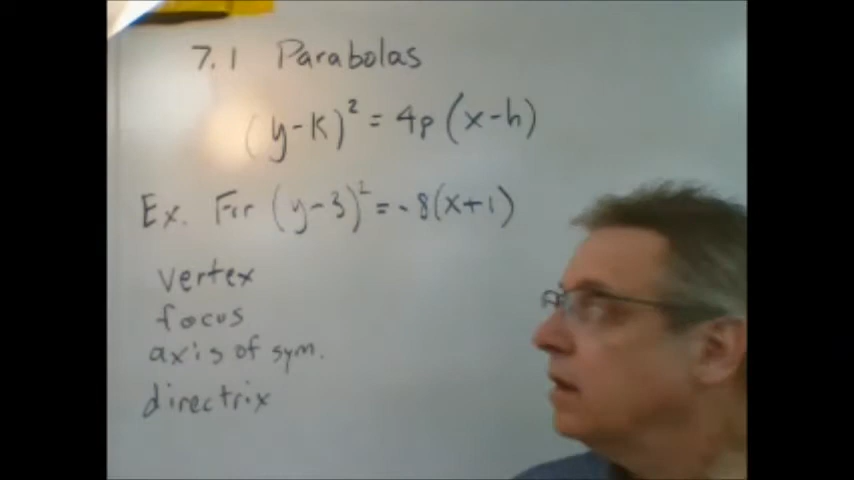 7.1 Parabolas
(y-k)² = 4p(x-h)
Ex. For (y-3)² = -8(x+1)
vertex
focus
axis of sym.
directrix